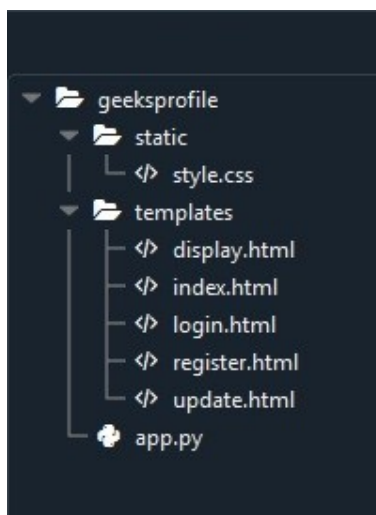 geeksprofile
static
style.css
templates
display.html
index.html
login.html
register.html
update.html
app.py